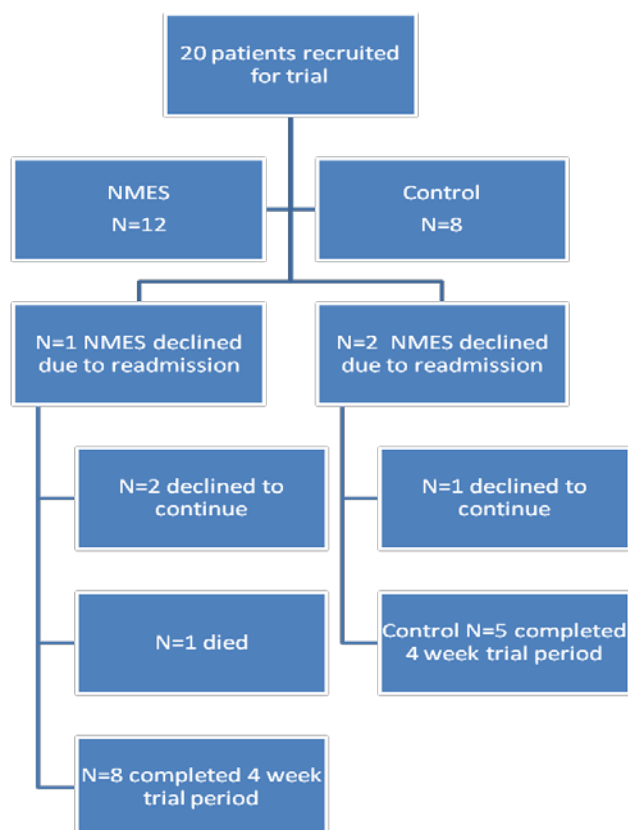 20 patients recruited
for trial
NMES
N=12
Control
N=8
N=1 NMES declined
due to readmission
N=2 NMES declined
due to readmission
N=2 declined to
continue
N=1 declined to
continue
N=1 died
Control N=5 completed
4 week trial period
N=8 completed 4 week
trial period